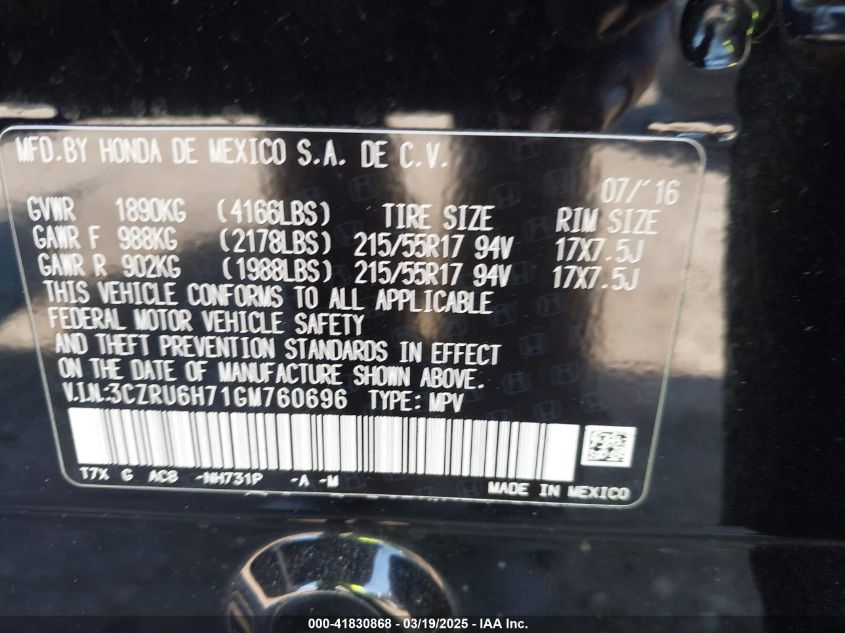 MFD.BY HONDA DE MEXICO S.A. DE C.V.
07/'16
GVWR 1890KG (4166LBS) TIRE SIZE RIM SIZE
GAWR F 988KG (2178LBS) 215/55R17 94V 17X7.5J
GAWR R 902KG (1988LBS) 215/55R17 94V 17X7.5J
THIS VEHICLE CONFORMS TO ALL APPLICABLE
FEDERAL MOTOR VEHICLE SAFETY
AND THEFT PREVENTION STANDARDS IN EFFECT
ON THE DATE OF MANUFACTURE SHOWN ABOVE.
V.I.N.:3CZRU6H71GM760696 TYPE: MPV
T7X G AC8 -NH731P -A -M
MADE IN MEXICO
000-41830868 - 03/19/2025 - IAA Inc.